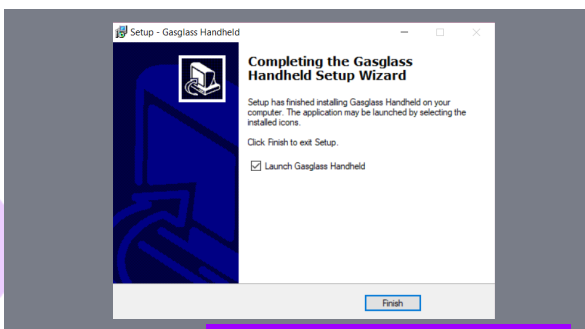 Setup - Gasglass Handheld
Completing the Gasglass
Handheld Setup Wizard
Setup has finished installing Gasglass Handheld on your
computer. The application may be launched by selecting the
installed icons.
Click Finish to exit Setup.
Launch Gasglass Handheld
Finish